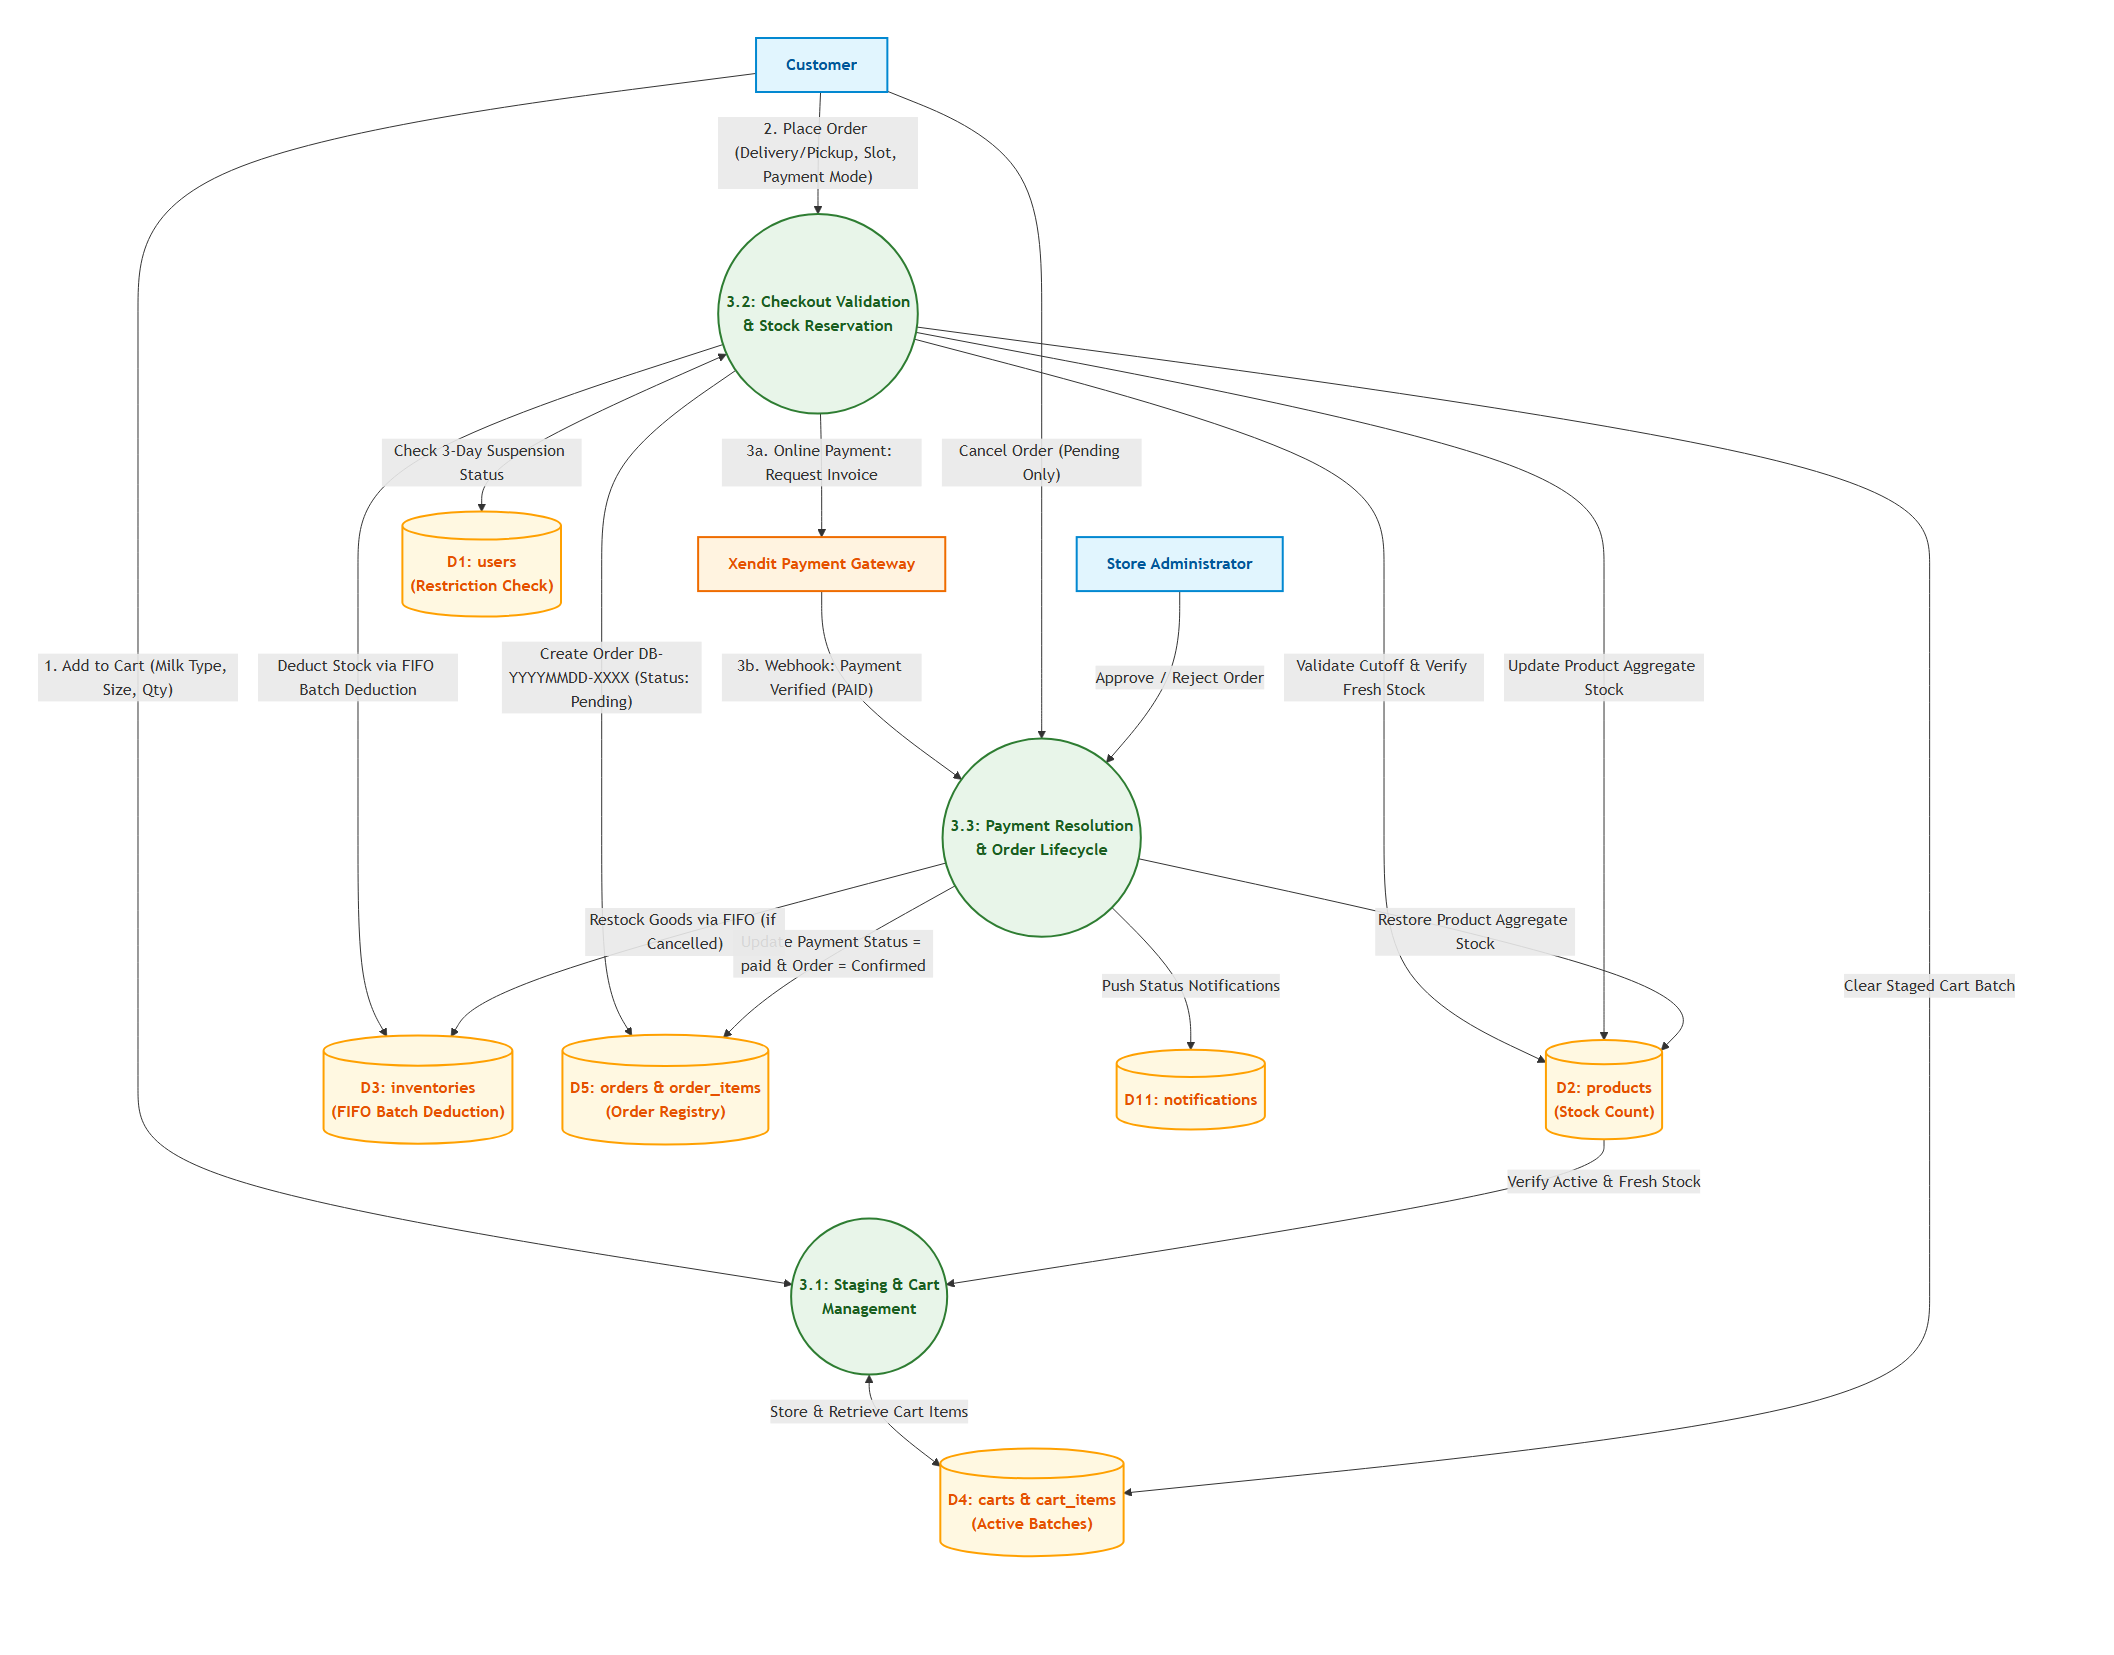 Customer
2. Place Order
(Delivery/Pickup, Slot,
Payment Mode)
3.2: Checkout Validation
& Stock Reservation
Check 3-Day Suspension
Status
3a. Online Payment:
Request Invoice
Cancel Order (Pending
Only)
D1: users
(Restriction Check)
Xendit Payment Gateway
Store Administrator
1. Add to Cart (Milk Type,
Size, Qty)
Deduct Stock via FIFO
Batch Deduction
Create Order DB-
YYYYMMDD-XXXX (Status:
Pending)
3b. Webhook: Payment
Verified (PAID)
Approve / Reject Order
Validate Cutoff & Verify
Fresh Stock
Update Product Aggregate
Stock
3.3: Payment Resolution
& Order Lifecycle
Restock Goods via FIFO (if
Cancelled)
Update Payment Status =
paid & Order = Confirmed
Restore Product Aggregate
Stock
Push Status Notifications
Clear Staged Cart Batch
D3: inventories
(FIFO Batch Deduction)
D5: orders & order_items
(Order Registry)
D11: notifications
D2: products
(Stock Count)
Verify Active & Fresh Stock
3.1: Staging & Cart
Management
Store & Retrieve Cart Items
D4: carts & cart_items
(Active Batches)